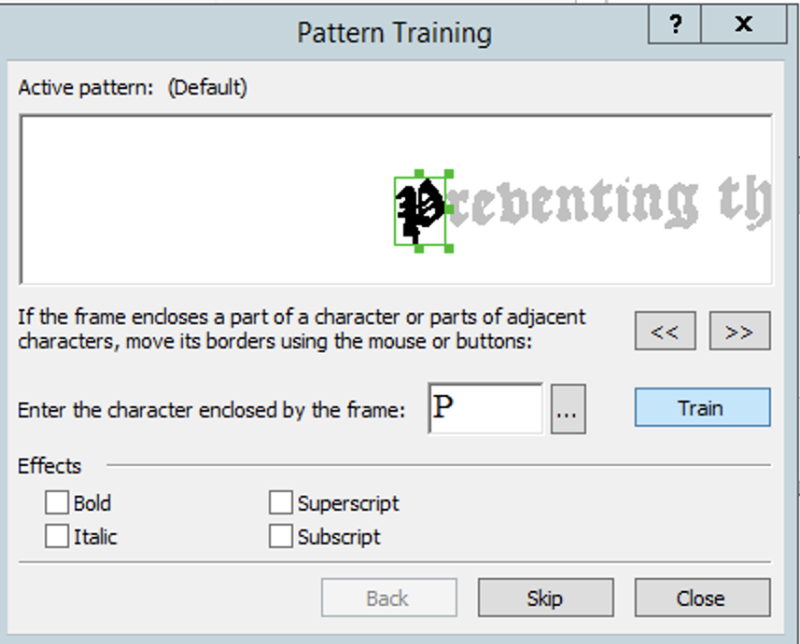 Pattern Training
? x
Active pattern: (Default)
Preventing th
If the frame encloses a part of a character or parts of adjacent
characters, move its borders using the mouse or buttons:
<< >>
Enter the character enclosed by the frame: P ... Train
Effects
Bold Superscript
Italic Subscript
Back Skip Close